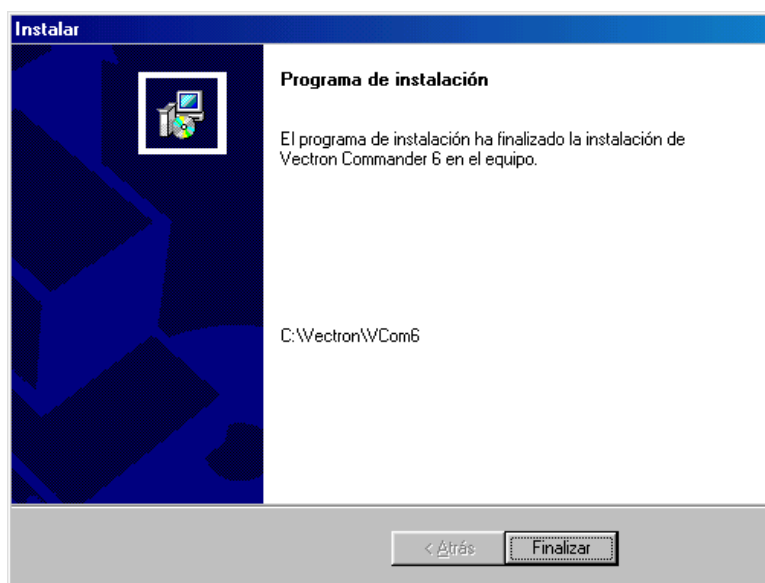 Instalar
Programa de instalación
El programa de instalación ha finalizado la instalación de
Vectron Commander 6 en el equipo.
C:\Vectron\VCom6
< Atrás
Finalizar